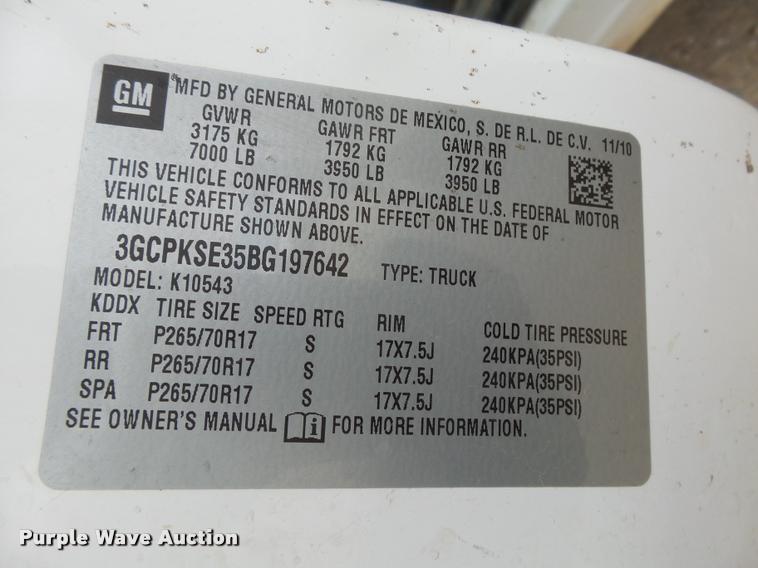 GM
MFD BY GENERAL MOTORS DE MEXICO, S. DE R.L. DE C.V. 11/10
GVWR GAWR FRT GAWR RR
3175 KG 1792 KG 1792 KG
7000 LB 3950 LB 3950 LB
THIS VEHICLE CONFORMS TO ALL APPLICABLE U.S. FEDERAL MOTOR
VEHICLE SAFETY STANDARDS IN EFFECT ON THE DATE OF
MANUFACTURE SHOWN ABOVE.
3GCPKSE35BG197642 TYPE: TRUCK
MODEL: K10543
KDDX TIRE SIZE SPEED RTG RIM COLD TIRE PRESSURE
FRT P265/70R17 S 17X7.5J 240KPA(35PSI)
RR P265/70R17 S 17X7.5J 240KPA(35PSI)
SPA P265/70R17 S 17X7.5J 240KPA(35PSI)
SEE OWNER'S MANUAL i FOR MORE INFORMATION.
Purple Wave Auction